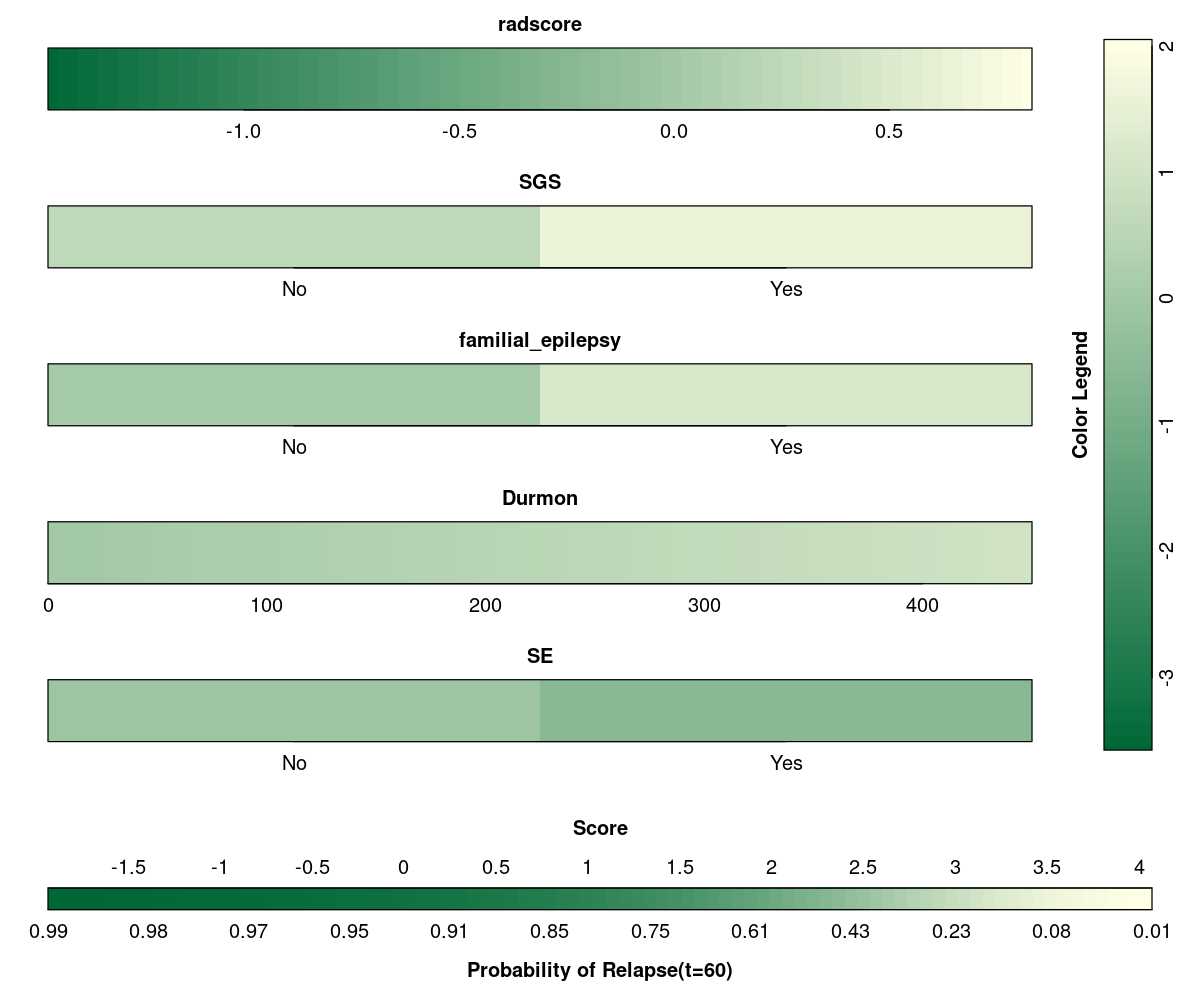 radscore
-1.0 -0.5 0.0 0.5
SGS
No Yes
familial_epilepsy
No Yes
Durmon
0 100 200 300 400
SE
No Yes
Color Legend
2 1 0 -1 -2 -3
Score
-1.5 -1 -0.5 0 0.5 1 1.5 2 2.5 3 3.5 4
0.99 0.98 0.97 0.95 0.91 0.85 0.75 0.61 0.43 0.23 0.08 0.01
Probability of Relapse(t=60)